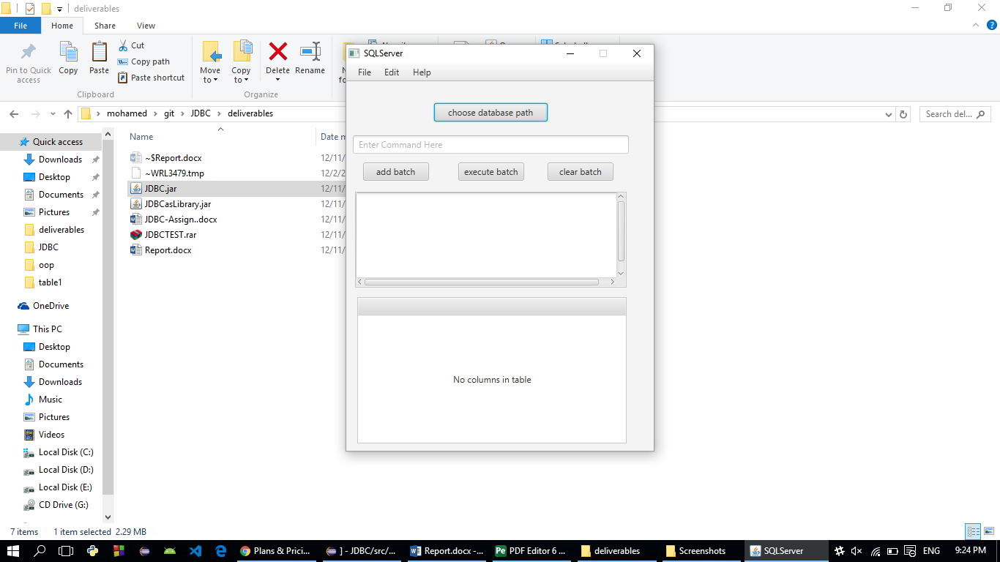 deliverables
File Home Share View
Pin to Quick access
Copy
Paste
Cut
Copy path
Paste shortcut
Clipboard
Move to
Copy to
Delete
Rename
Organize
mohamed git JDBC deliverables
Search del...
Quick access
Downloads
Desktop
Documents
Pictures
deliverables
JDBC
oop
table1
OneDrive
This PC
Desktop
Documents
Downloads
Music
Pictures
Videos
Local Disk (C:)
Local Disk (D:)
Local Disk (E:)
CD Drive (G:)
Name Date m
~$Report.docx 12/11/
~WRL3479.tmp 12/2/2
JDBC.jar 12/11/
JDBCasLibrary.jar 12/11/
JDBC-Assign..docx 12/11/
JDBCTEST.rar 12/11/
Report.docx 12/11/
SQLServer
File Edit Help
choose database path
Enter Command Here
add batch execute batch clear batch
No columns in table
7 items 1 item selected 2.29 MB
Plans & Prici... ] - JDBC/src/... Report.docx -... PDF Editor 6 ... deliverables Screenshots SQLServer ENG 9:24 PM